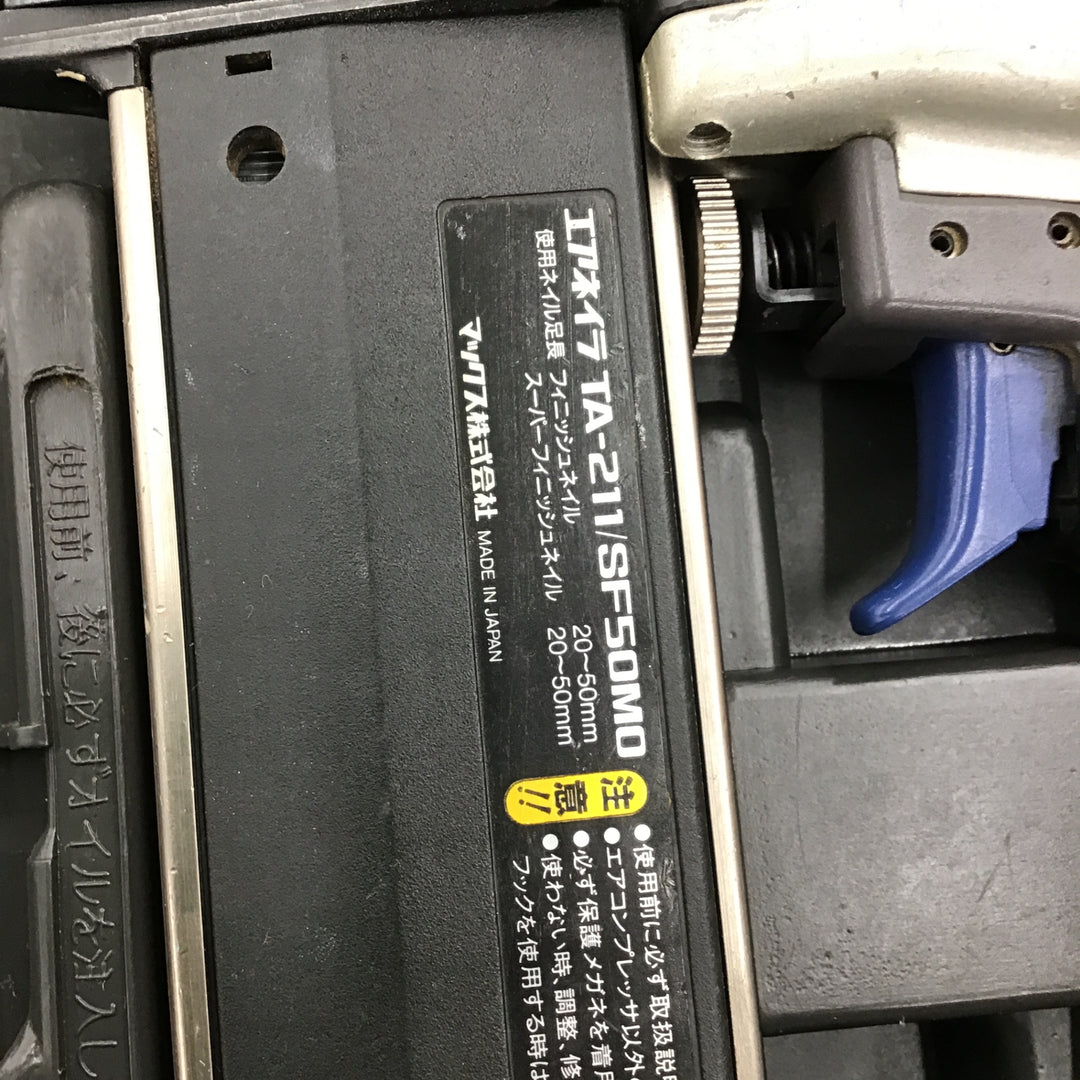 エアネイラ TA-211/SF50MO
使用ネイル足長 フィニッシュネイル 20〜50mm
スーパーフィニッシュネイル 20〜50mm
マックス株式会社 MADE IN JAPAN
注意!!
●使用前に必ず取扱説
●エアコンプレッサ以外
●必ず保護メガネを着用
●使わない時、調整、修
フックを使用する時は
使用前、後に必ずオイルを注入し